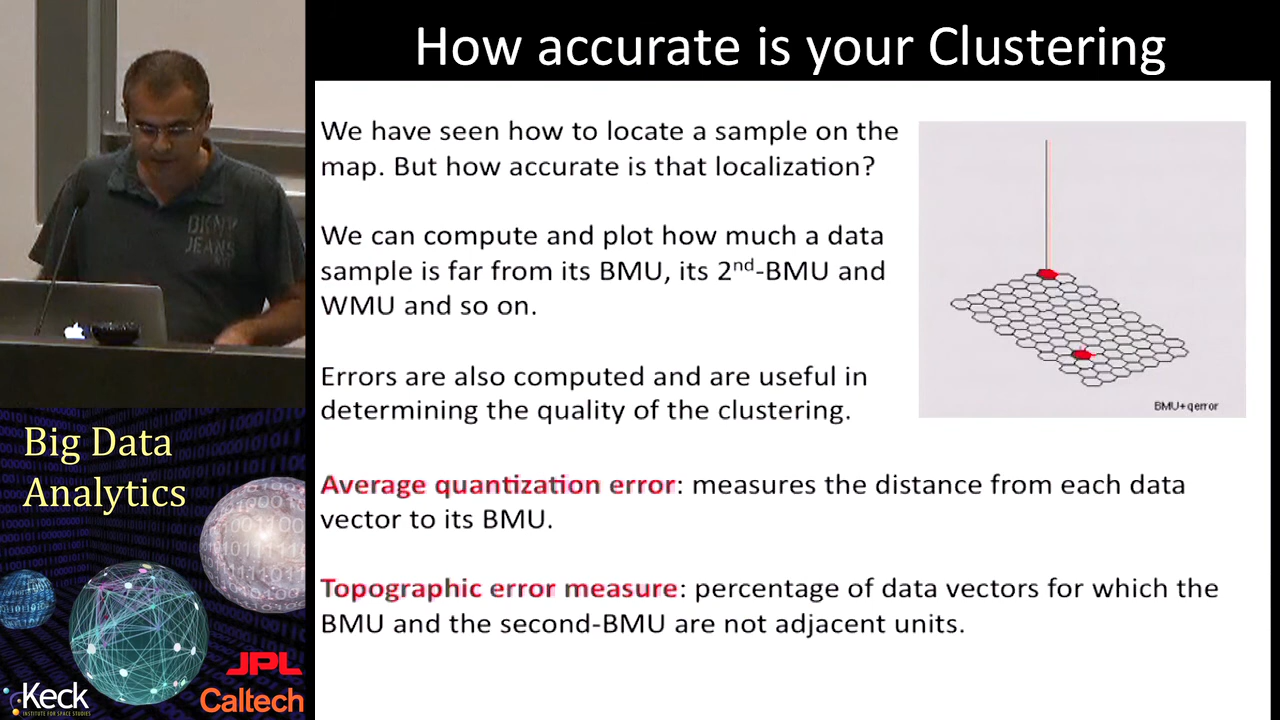 How accurate is your Clustering
We have seen how to locate a sample on the
map. But how accurate is that localization?
We can compute and plot how much a data
sample is far from its BMU, its 2nd-BMU and
WMU and so on.
Errors are also computed and are useful in
determining the quality of the clustering.
BMU+qerror
Average quantization error: measures the distance from each data
vector to its BMU.
Topographic error measure: percentage of data vectors for which the
BMU and the second-BMU are not adjacent units.
DKNY
JEANS
Big Data
Analytics
JPL
Keck
INSTITUTE FOR SPACE STUDIES
Caltech